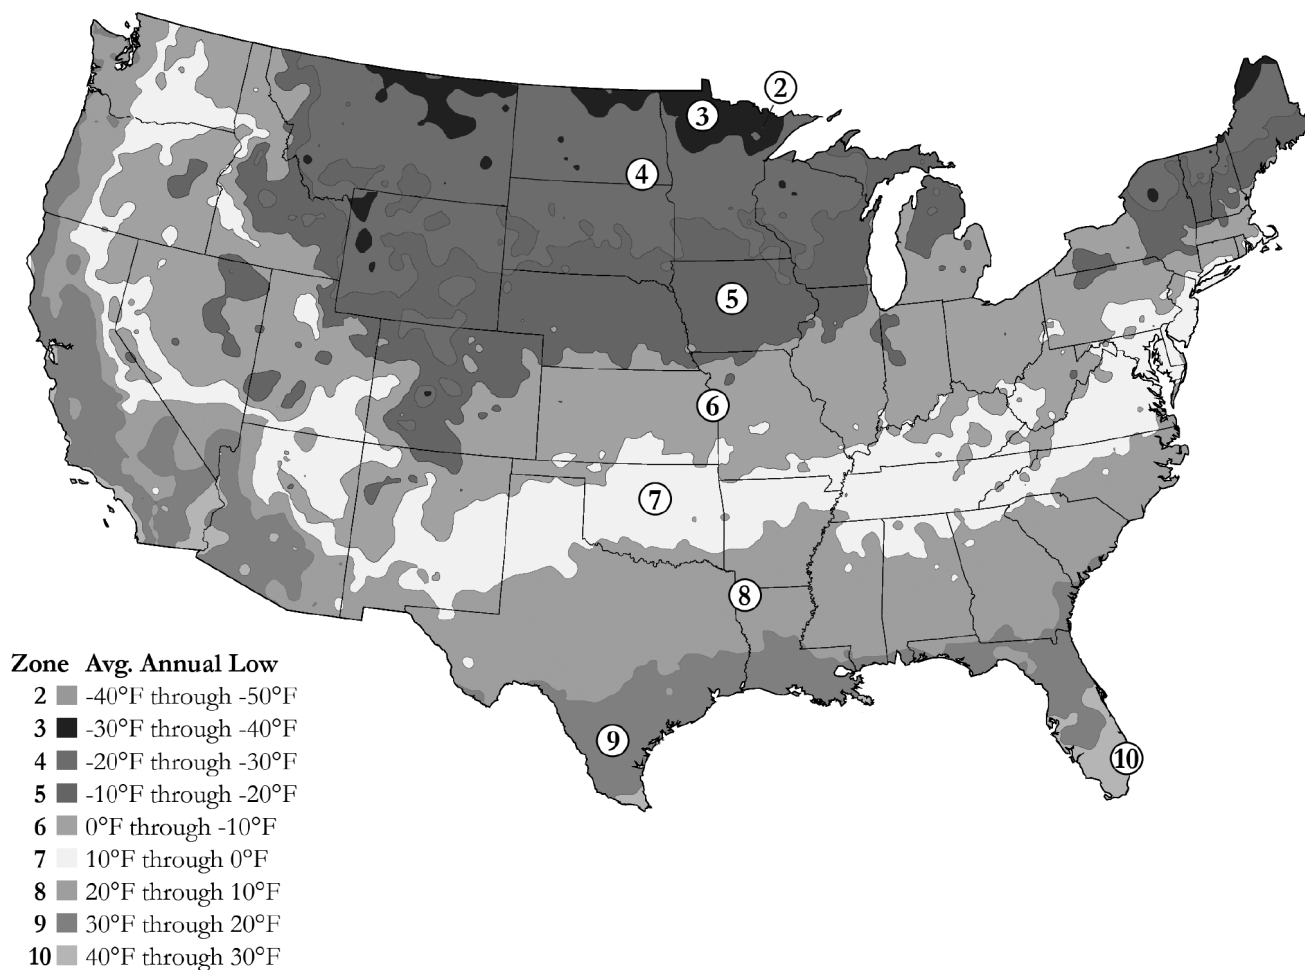 2
3
4
5
6
7
8
9
10
Zone Avg. Annual Low
2 -40°F through -50°F
3 -30°F through -40°F
4 -20°F through -30°F
5 -10°F through -20°F
6 0°F through -10°F
7 10°F through 0°F
8 20°F through 10°F
9 30°F through 20°F
10 40°F through 30°F